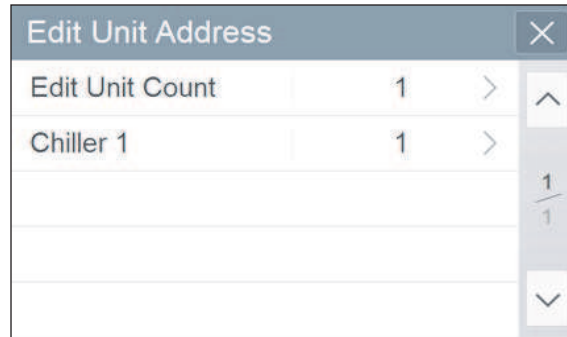 Edit Unit Address
Edit Unit Count 1
Chiller 1 1
1
1